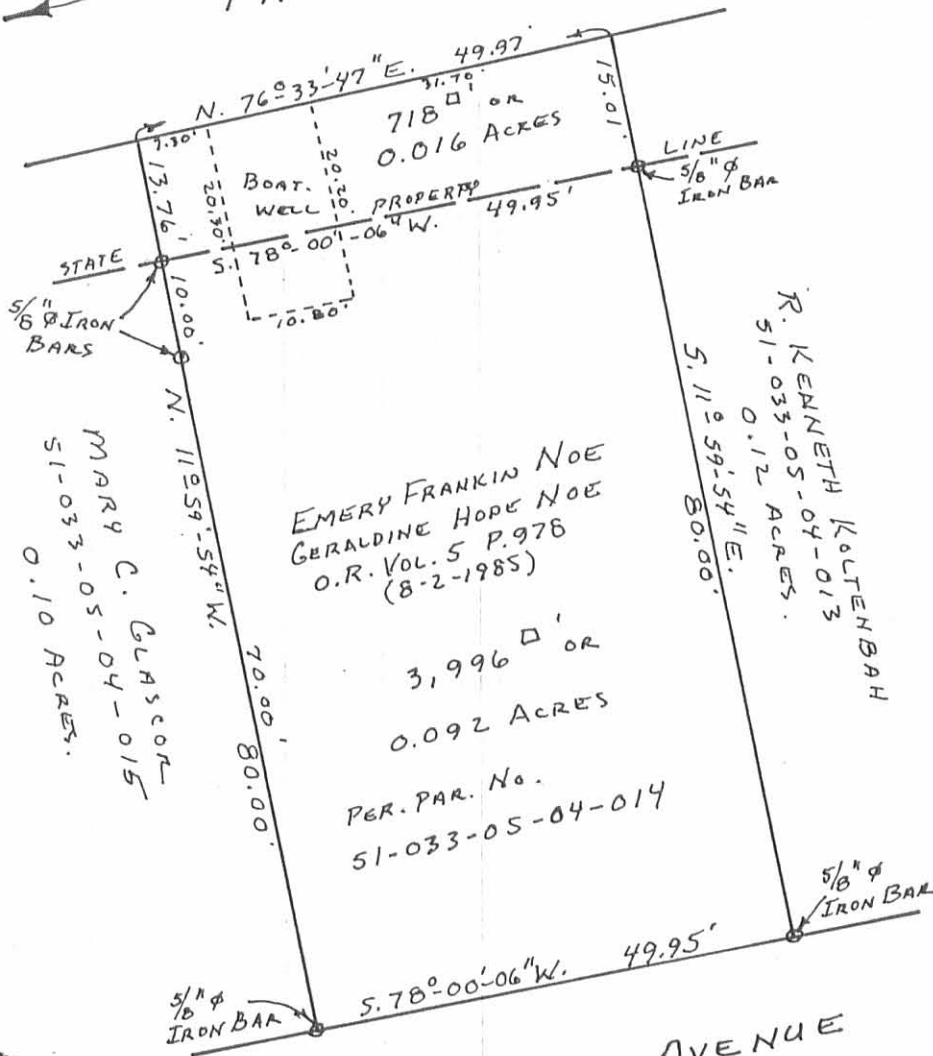 N. 76°-33'-47" E. 49.97'
7.30'
31.70'
718 □' OR
0.016 ACRES
13.76'
15.01'
20.30'
BOAT.
WELL
20.20'
STATE PROPERTY LINE
S. 78°-00'-06" W. 49.95'
5/8" ⌀
IRON BAR
10.80'
5/8" ⌀ IRON
BARS
10.00'
N. 11°-59'-54" W.
70.00'
80.00'
MARY C. GLASCOR
51-033-05-04-015
0.10 ACRES.
S. 11°-59'-54" E.
80.00'
R. KENNETH KOLTENBAH
51-033-05-04-013
0.12 ACRES.
EMERY FRANKIN NOE
GERALDINE HOPE NOE
O.R. VOL. 5 P. 978
(8-2-1985)
3,996 □' OR
0.092 ACRES
PER. PAR. No.
51-033-05-04-014
5/8" ⌀
IRON BAR
S. 78°-00'-06" W. 49.95'
5/8" ⌀
IRON BAR
AVENUE